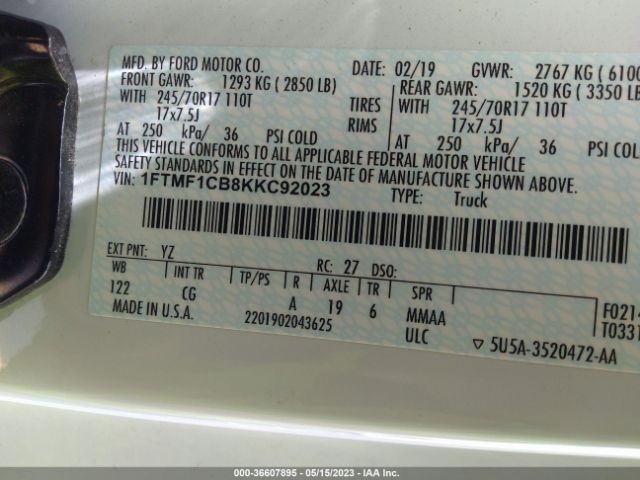 MFD. BY FORD MOTOR CO. DATE: 02/19 GVWR: 2767 KG ( 6100
FRONT GAWR: 1293 KG ( 2850 LB) REAR GAWR: 1520 KG ( 3350 LB
WITH 245/70R17 110T TIRES WITH 245/70R17 110T
17x7.5J RIMS 17x7.5J
AT 250 kPa/ 36 PSI COLD AT 250 kPa/ 36 PSI COL
THIS VEHICLE CONFORMS TO ALL APPLICABLE FEDERAL MOTOR VEHICLE
SAFETY STANDARDS IN EFFECT ON THE DATE OF MANUFACTURE SHOWN ABOVE.
VIN: 1FTMF1CB8KKC92023 TYPE: Truck
EXT PNT: YZ RC: 27 DSO:
WB INT TR TP/PS R AXLE TR SPR
122 CG A 19 6 MMAA F0214
MADE IN U.S.A. 2201902043625 ULC T0331
▽ 5U5A-3520472-AA
000-36607895 - 05/15/2023 - IAA Inc.